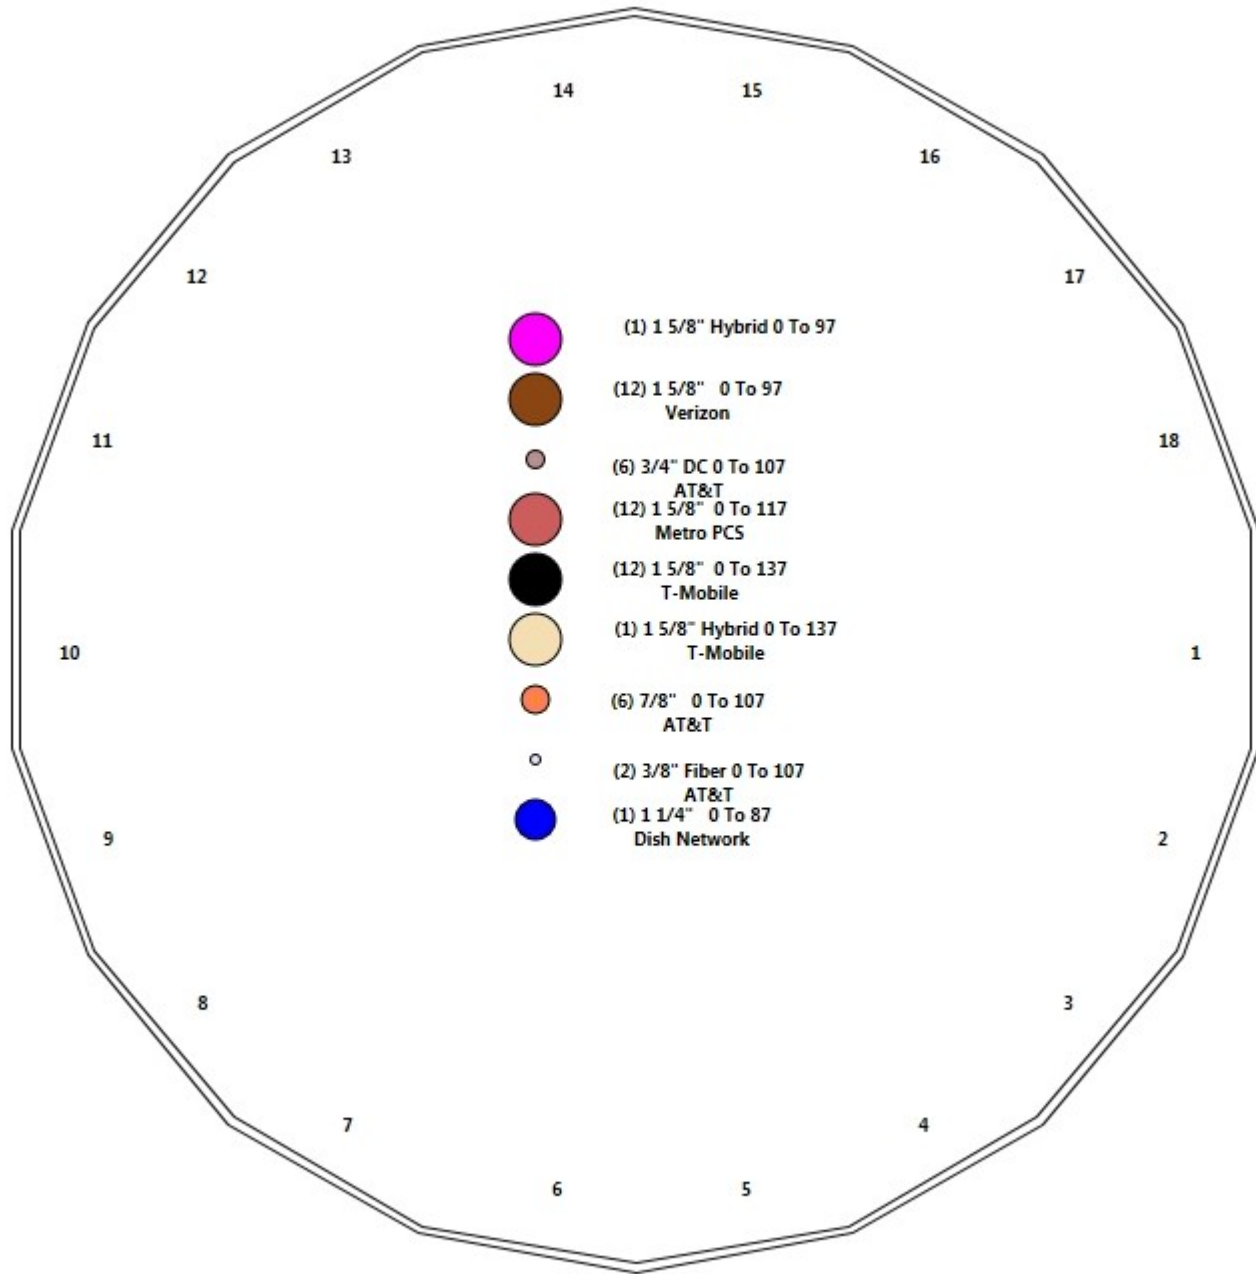 14 15
13 16
12 17
(1) 1 5/8" Hybrid 0 To 97
(12) 1 5/8" 0 To 97
Verizon
11 18
(6) 3/4" DC 0 To 107
AT&T
(12) 1 5/8" 0 To 117
Metro PCS
(12) 1 5/8" 0 To 137
T-Mobile
(1) 1 5/8" Hybrid 0 To 137
T-Mobile
10 1
(6) 7/8" 0 To 107
AT&T
(2) 3/8" Fiber 0 To 107
AT&T
(1) 1 1/4" 0 To 87
Dish Network
9 2
8 3
7 4
6 5